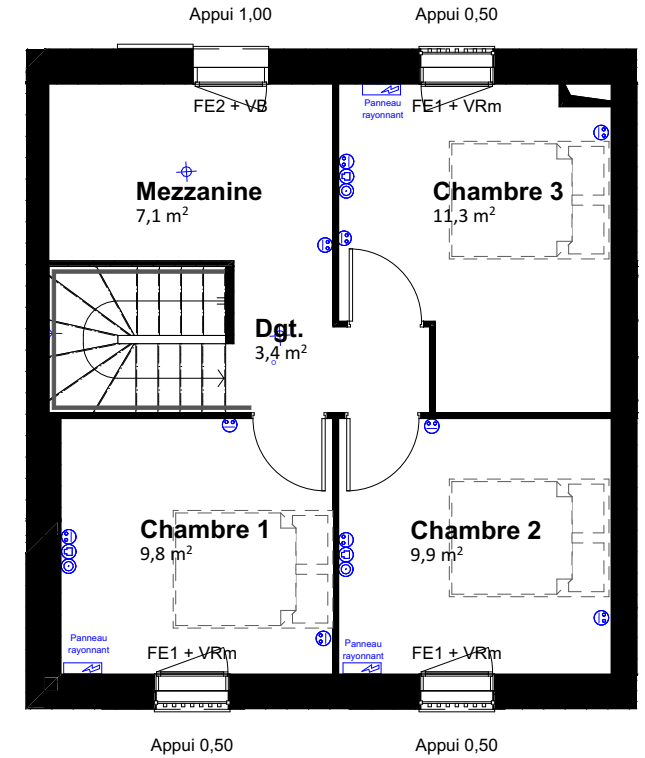 Appui 1,00
Appui 0,50
FE2 + VB
Panneau
rayonnant
FE1 + VRm
Mezzanine
7,1 m²
Chambre 3
11,3 m²
Dgt.
3,4 m²
Chambre 1
9,8 m²
Chambre 2
9,9 m²
Panneau
rayonnant
FE1 + VRm
Panneau
rayonnant
FE1 + VRm
Appui 0,50
Appui 0,50